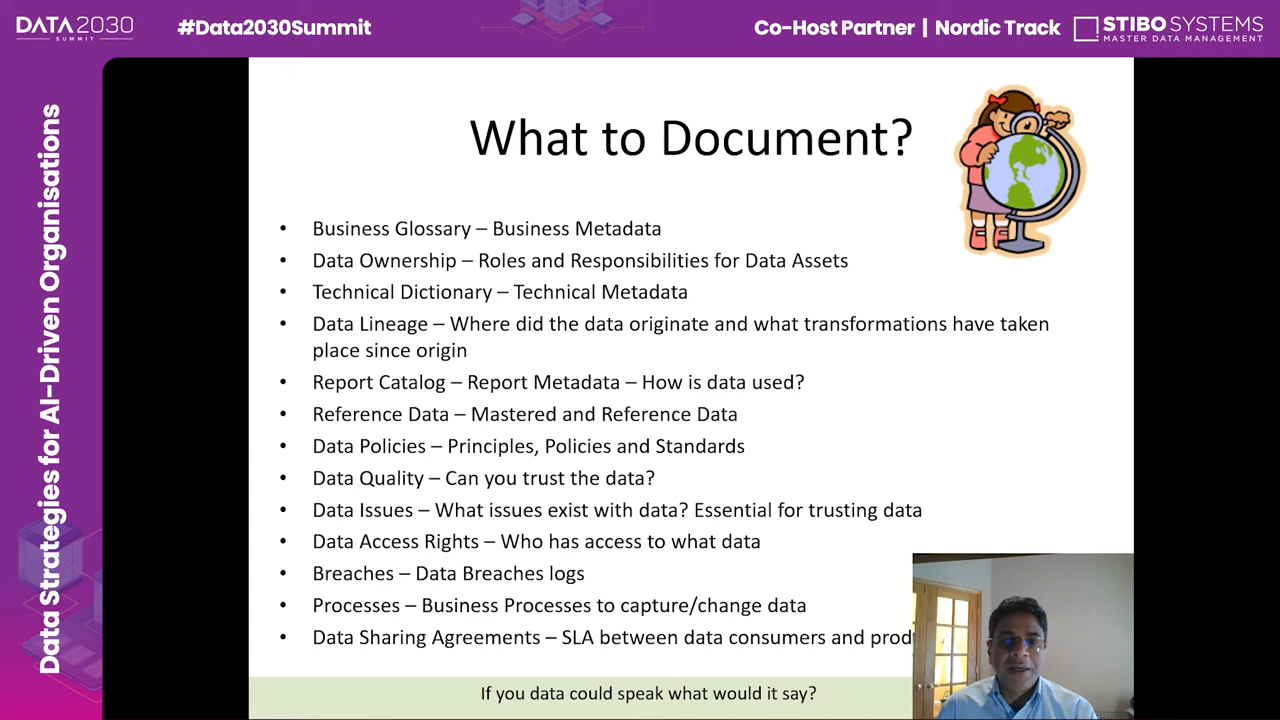 DATA2030
SUMMIT
#Data2030Summit
Co-Host Partner | Nordic Track
STIBO SYSTEMS
MASTER DATA MANAGEMENT
Data Strategies for AI-Driven Organisations
What to Document?
• Business Glossary – Business Metadata
• Data Ownership – Roles and Responsibilities for Data Assets
• Technical Dictionary – Technical Metadata
• Data Lineage – Where did the data originate and what transformations have taken
place since origin
• Report Catalog – Report Metadata – How is data used?
• Reference Data – Mastered and Reference Data
• Data Policies – Principles, Policies and Standards
• Data Quality – Can you trust the data?
• Data Issues – What issues exist with data? Essential for trusting data
• Data Access Rights – Who has access to what data
• Breaches – Data Breaches logs
• Processes – Business Processes to capture/change data
• Data Sharing Agreements – SLA between data consumers and
If you data could speak what would it say?